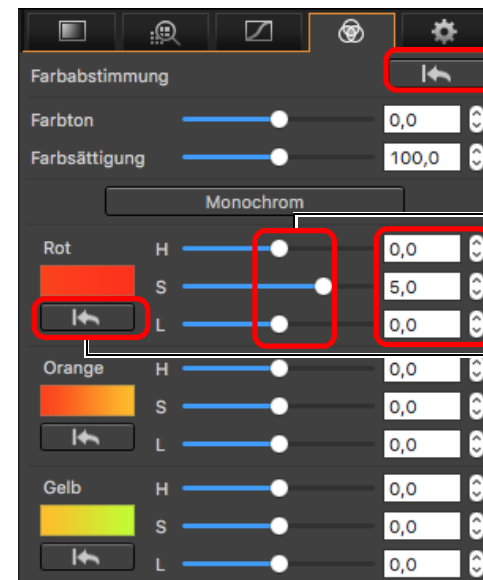 Farbabstimmung
Farbton 0,0
Farbsättigung 100,0
Monochrom
Rot H 0,0
S 5,0
L 0,0
Orange H 0,0
S 0,0
L 0,0
Gelb H 0,0
S 0,0
L 0,0